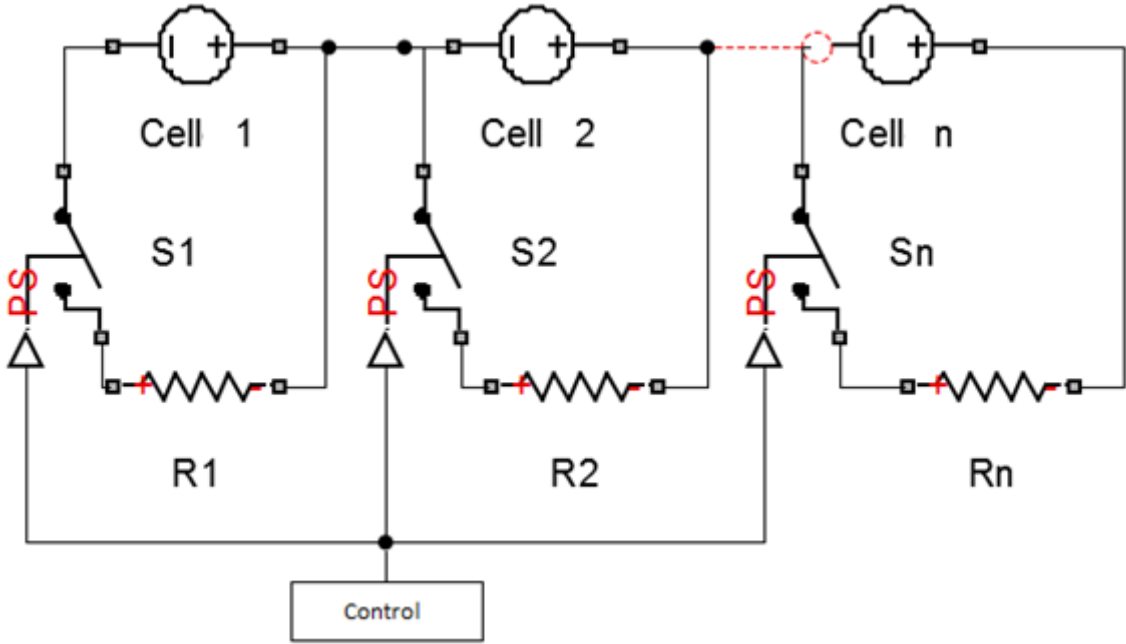 Cell 1
Cell 2
Cell n
S1
S2
Sn
PS
PS
PS
R1
R2
Rn
Control